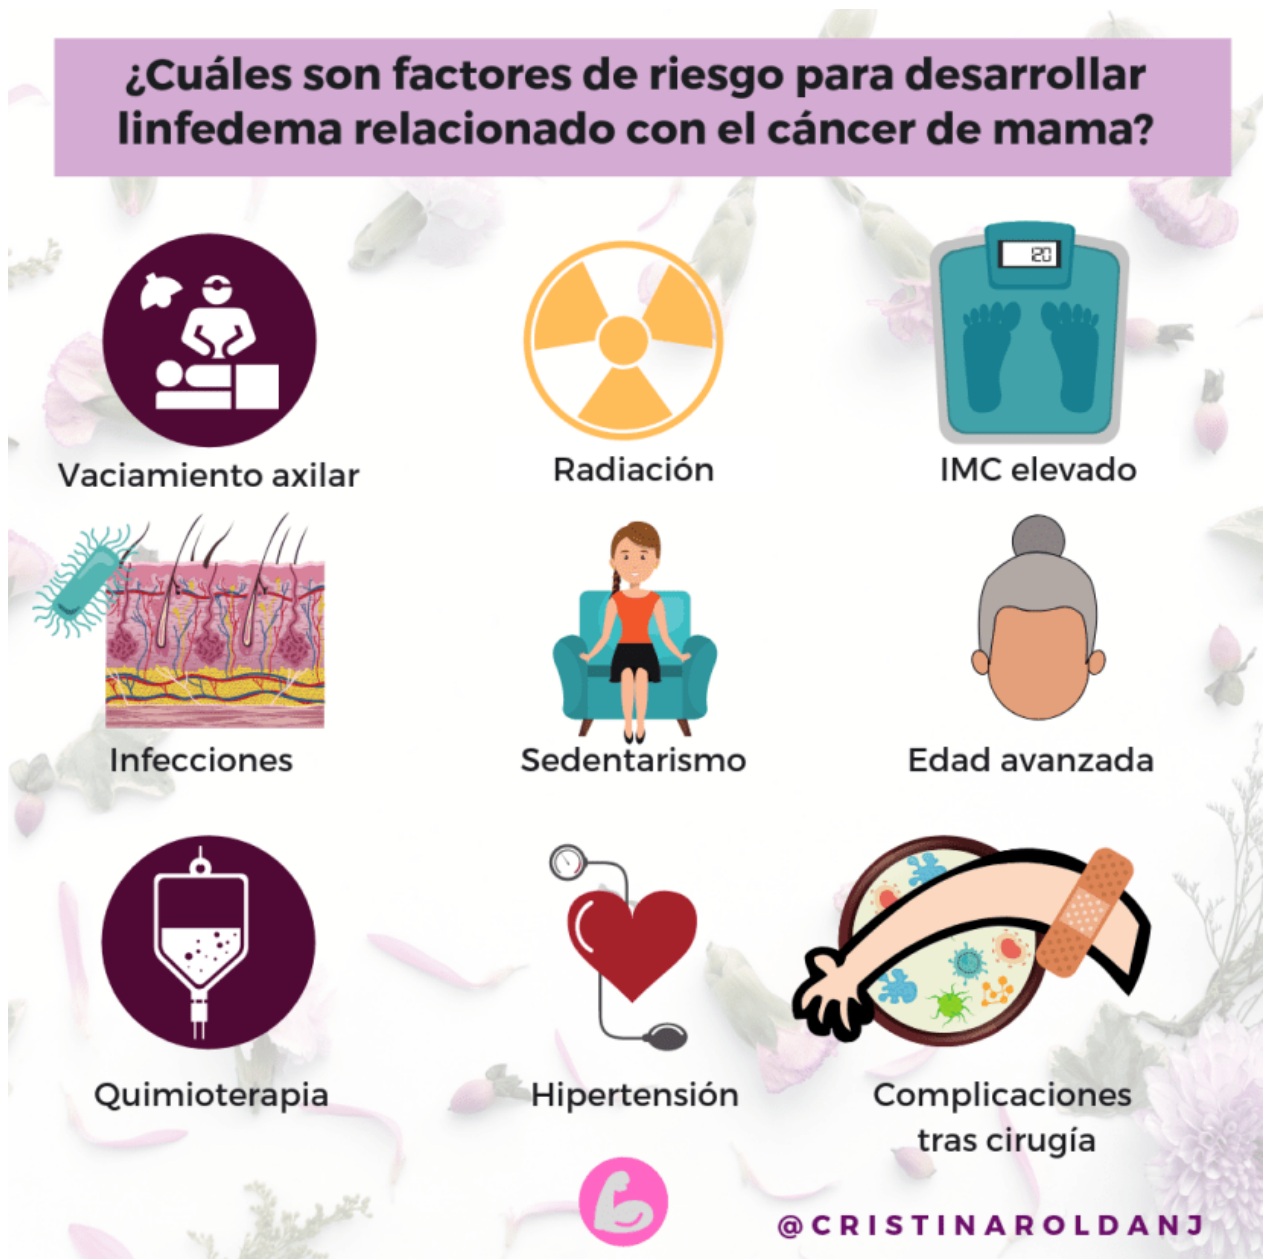 ¿Cuáles son factores de riesgo para desarrollar
linfedema relacionado con el cáncer de mama?
120
Vaciamiento axilar
Radiación
IMC elevado
Infecciones
Sedentarismo
Edad avanzada
Quimioterapia
Hipertensión
Complicaciones
tras cirugía
@CRISTINAROLDANJ